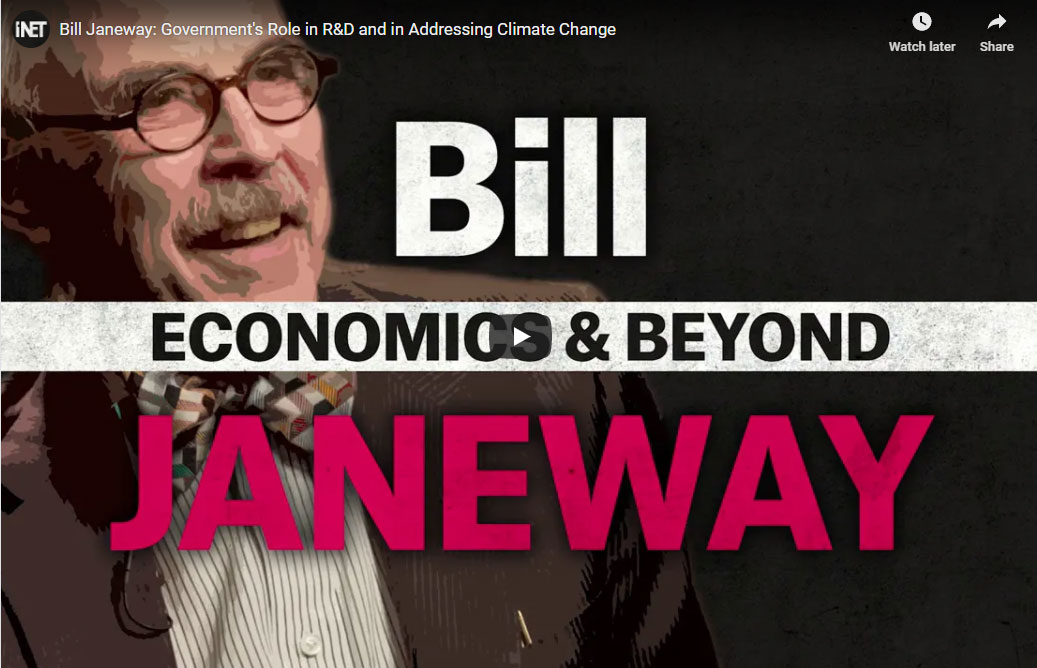 iNET
Bill Janeway: Government's Role in R&D and in Addressing Climate Change
Watch later
Share
Bill
ECONOMICS & BEYOND
JANEWAY